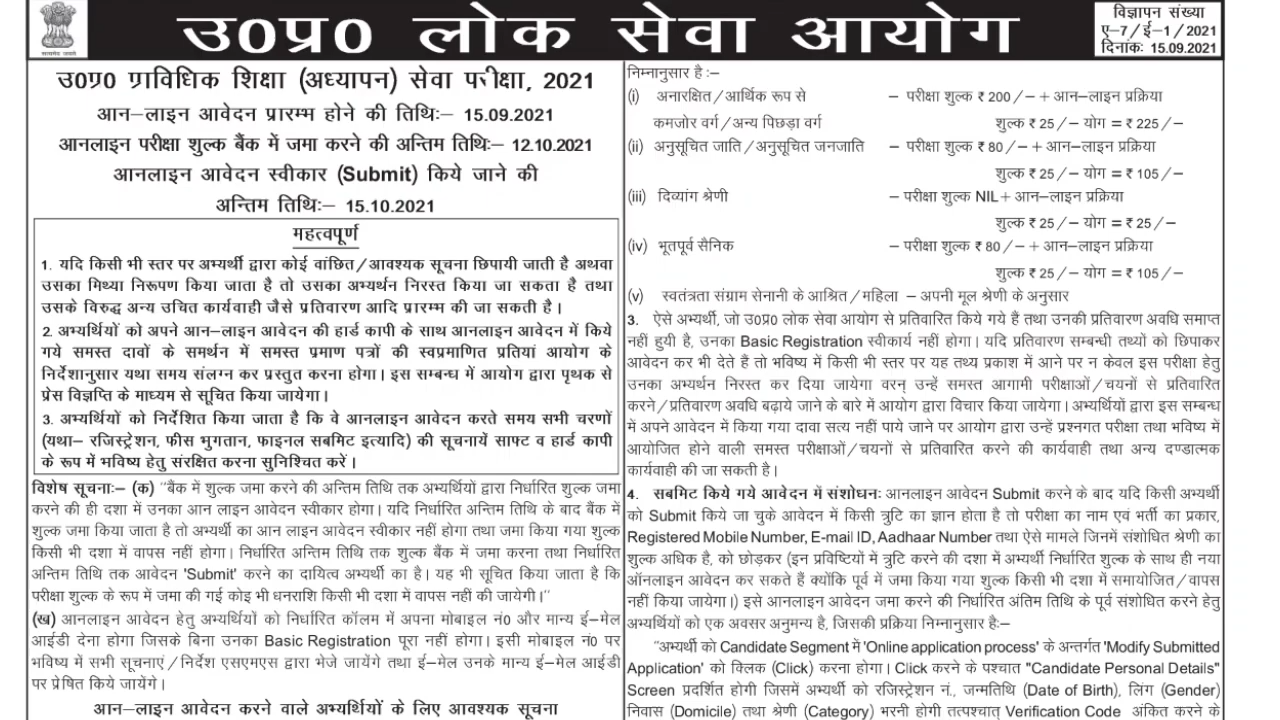 उ0प्र0 लोक सेवा आयोग
विज्ञापन संख्या
ए–7/ई–1/2021
दिनांकः 15.09.2021
सत्यमेव जयते
उ0प्र0 प्राविधिक शिक्षा (अध्यापन) सेवा परीक्षा, 2021
आन–लाइन आवेदन प्रारम्भ होने की तिथिः– 15.09.2021
आनलाइन परीक्षा शुल्क बैंक में जमा करने की अन्तिम तिथिः– 12.10.2021
आनलाइन आवेदन स्वीकार (Submit) किये जाने की
अन्तिम तिथिः– 15.10.2021
महत्वपूर्ण
1. यदि किसी भी स्तर पर अभ्यर्थी द्वारा कोई वांछित/आवश्यक सूचना छिपायी जाती है अथवा
उसका मिथ्या निरूपण किया जाता है तो उसका अभ्यर्थन निरस्त किया जा सकता है तथा
उसके विरुद्ध अन्य उचित कार्यवाही जैसे प्रतिवारण आदि प्रारम्भ की जा सकती है।
2. अभ्यर्थियों को अपने आन–लाइन आवेदन की हार्ड कापी के साथ आनलाइन आवेदन में किये
गये समस्त दावों के समर्थन में समस्त प्रमाण पत्रों की स्वप्रमाणित प्रतियां आयोग के
निर्देशानुसार यथा समय संलग्न कर प्रस्तुत करना होगा। इस सम्बन्ध में आयोग द्वारा पृथक से
प्रेस विज्ञप्ति के माध्यम से सूचित किया जायेगा।
3. अभ्यर्थियों को निर्देशित किया जाता है कि वे आनलाइन आवेदन करते समय सभी चरणों
(यथा– रजिस्ट्रेशन, फीस भुगतान, फाइनल सबमिट इत्यादि) की सूचनायें साफ्ट व हार्ड कापी
के रूप में भविष्य हेतु संरक्षित करना सुनिश्चित करें।
विशेष सूचनाः– (क) ''बैंक में शुल्क जमा करने की अन्तिम तिथि तक अभ्यर्थियों द्वारा निर्धारित शुल्क जमा
करने की ही दशा में उनका आन लाइन आवेदन स्वीकार होगा। यदि निर्धारित अन्तिम तिथि के बाद बैंक में
शुल्क जमा किया जाता है तो अभ्यर्थी का आन लाइन आवेदन स्वीकार नहीं होगा तथा जमा किया गया शुल्क
किसी भी दशा में वापस नहीं होगा। निर्धारित अन्तिम तिथि तक शुल्क बैंक में जमा करना तथा निर्धारित
अन्तिम तिथि तक आवेदन 'Submit' करने का दायित्व अभ्यर्थी का है। यह भी सूचित किया जाता है कि
परीक्षा शुल्क के रूप में जमा की गई कोइ भी धनराशि किसी भी दशा में वापस नहीं की जायेगी।''
(ख) आनलाइन आवेदन हेतु अभ्यर्थियों को निर्धारित कॉलम में अपना मोबाइल नं0 और मान्य ई–मेल
आईडी देना होगा जिसके बिना उनका Basic Registration पूरा नहीं होगा। इसी मोबाइल नं0 पर
भविष्य में सभी सूचनाएं/निर्देश एसएमएस द्वारा भेजे जायेंगे तथा ई–मेल उनके मान्य ई–मेल आईडी
पर प्रेषित किये जायेंगे।
आन–लाइन आवेदन करने वाले अभ्यर्थियों के लिए आवश्यक सूचना
निम्नानुसार है :–
(i) अनारक्षित/आर्थिक रूप से – परीक्षा शुल्क ₹ 200/– + आन–लाइन प्रक्रिया
कमजोर वर्ग/अन्य पिछड़ा वर्ग शुल्क ₹ 25/– योग = ₹ 225/–
(ii) अनुसूचित जाति/अनुसूचित जनजाति – परीक्षा शुल्क ₹ 80/– + आन–लाइन प्रक्रिया
शुल्क ₹ 25/– योग = ₹ 105/–
(iii) दिव्यांग श्रेणी – परीक्षा शुल्क NIL + आन–लाइन प्रक्रिया
शुल्क ₹ 25/– योग = ₹ 25/–
(iv) भूतपूर्व सैनिक – परीक्षा शुल्क ₹ 80/– + आन–लाइन प्रक्रिया
शुल्क ₹ 25/– योग = ₹ 105/–
(v) स्वतंत्रता संग्राम सेनानी के आश्रित/महिला – अपनी मूल श्रेणी के अनुसार
3. ऐसे अभ्यर्थी, जो उ0प्र0 लोक सेवा आयोग से प्रतिवारित किये गये हैं तथा उनकी प्रतिवारण अवधि समाप्त
नहीं हुयी है, उनका Basic Registration स्वीकार्य नहीं होगा। यदि प्रतिवारण सम्बन्धी तथ्यों को छिपाकर
आवेदन कर भी देते हैं तो भविष्य में किसी भी स्तर पर यह तथ्य प्रकाश में आने पर न केवल इस परीक्षा हेतु
उनका अभ्यर्थन निरस्त कर दिया जायेगा वरन् उन्हें समस्त आगामी परीक्षाओं/चयनों से प्रतिवारित
करने/प्रतिवारण अवधि बढ़ाये जाने के बारे में आयोग द्वारा विचार किया जायेगा। अभ्यर्थियों द्वारा इस सम्बन्ध
में अपने आवेदन में किया गया दावा सत्य नहीं पाये जाने पर आयोग द्वारा उन्हें प्रश्नगत परीक्षा तथा भविष्य में
आयोजित होने वाली समस्त परीक्षाओं/चयनों से प्रतिवारित करने की कार्यवाही तथा अन्य दण्डात्मक
कार्यवाही की जा सकती है।
4. सबमिट किये गये आवेदन में संशोधनः आनलाइन आवेदन Submit करने के बाद यदि किसी अभ्यर्थी
को Submit किये जा चुके आवेदन में किसी त्रुटि का ज्ञान होता है तो परीक्षा का नाम एवं भर्ती का प्रकार,
Registered Mobile Number, E-mail ID, Aadhaar Number तथा ऐसे मामले जिनमें संशोधित श्रेणी का
शुल्क अधिक है, को छोड़कर (इन प्रविष्टियों में त्रुटि करने की दशा में अभ्यर्थी निर्धारित शुल्क के साथ ही नया
ऑनलाइन आवेदन कर सकते हैं क्योंकि पूर्व में जमा किया गया शुल्क किसी भी दशा में समायोजित/वापस
नहीं किया जायेगा।) इसे आनलाइन आवेदन जमा करने की निर्धारित अंतिम तिथि के पूर्व संशोधित करने हेतु
अभ्यर्थियों को एक अवसर अनुमन्य है, जिसकी प्रक्रिया निम्नानुसार हैः–
''अभ्यर्थी को Candidate Segment में 'Online application process' के अन्तर्गत 'Modify Submitted
Application' को क्लिक (Click) करना होगा। Click करने के पश्चात "Candidate Personal Details"
Screen प्रदर्शित होगी जिसमें अभ्यर्थी को रजिस्ट्रेशन नं., जन्मतिथि (Date of Birth), लिंग (Gender)
निवास (Domicile) तथा श्रेणी (Category) भरनी होगी तत्पश्चात् Verification Code अंकित करने के